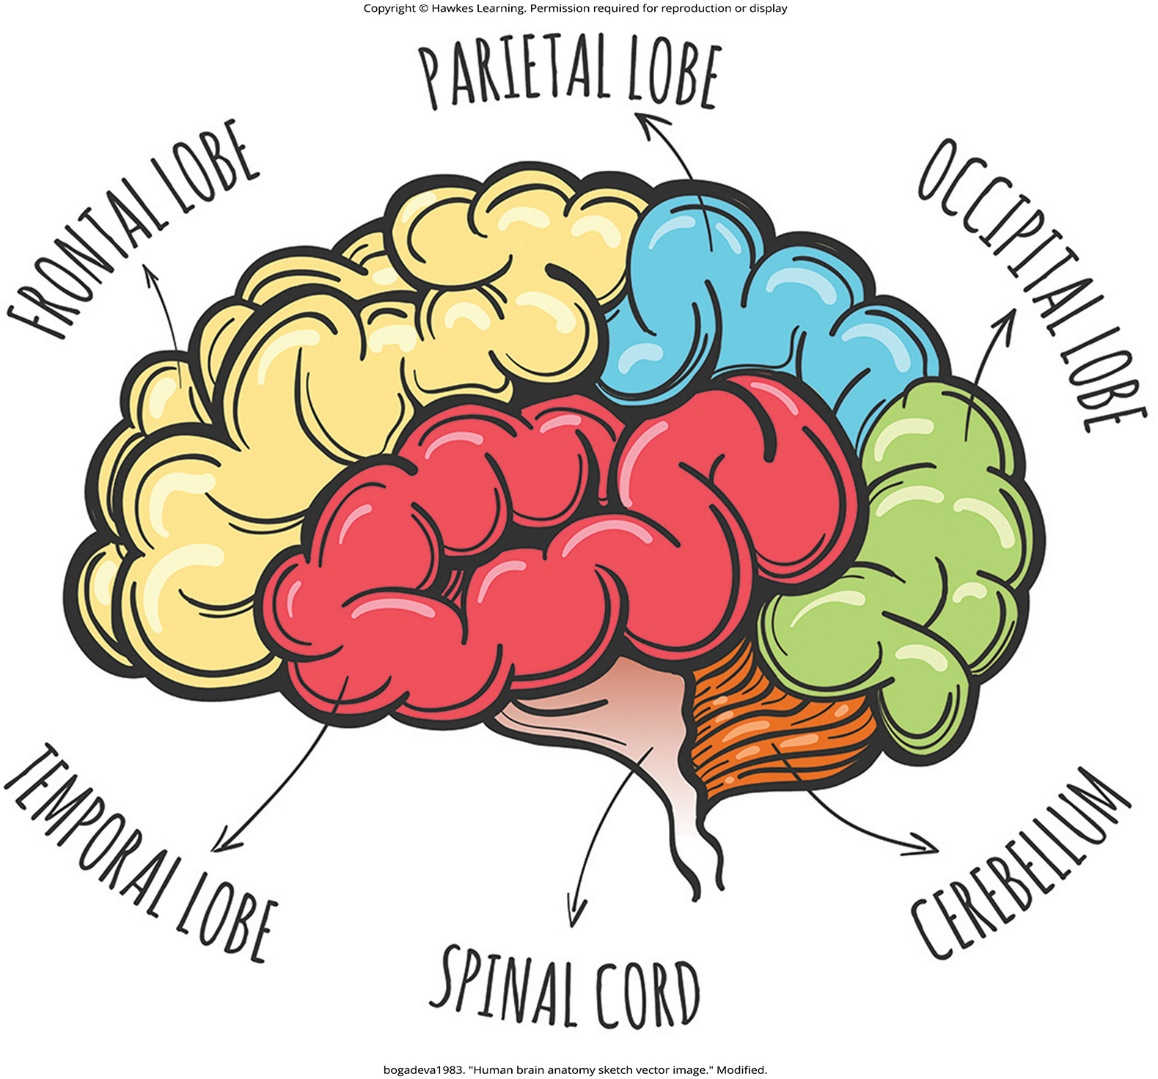 Copyright © Hawkes Learning. Permission required for reproduction or display
PARIETAL LOBE
FRONTAL LOBE
OCCIPITAL LOBE
TEMPORAL LOBE
SPINAL CORD
CEREBELLUM
bogadeva1983. "Human brain anatomy sketch vector image." Modified.